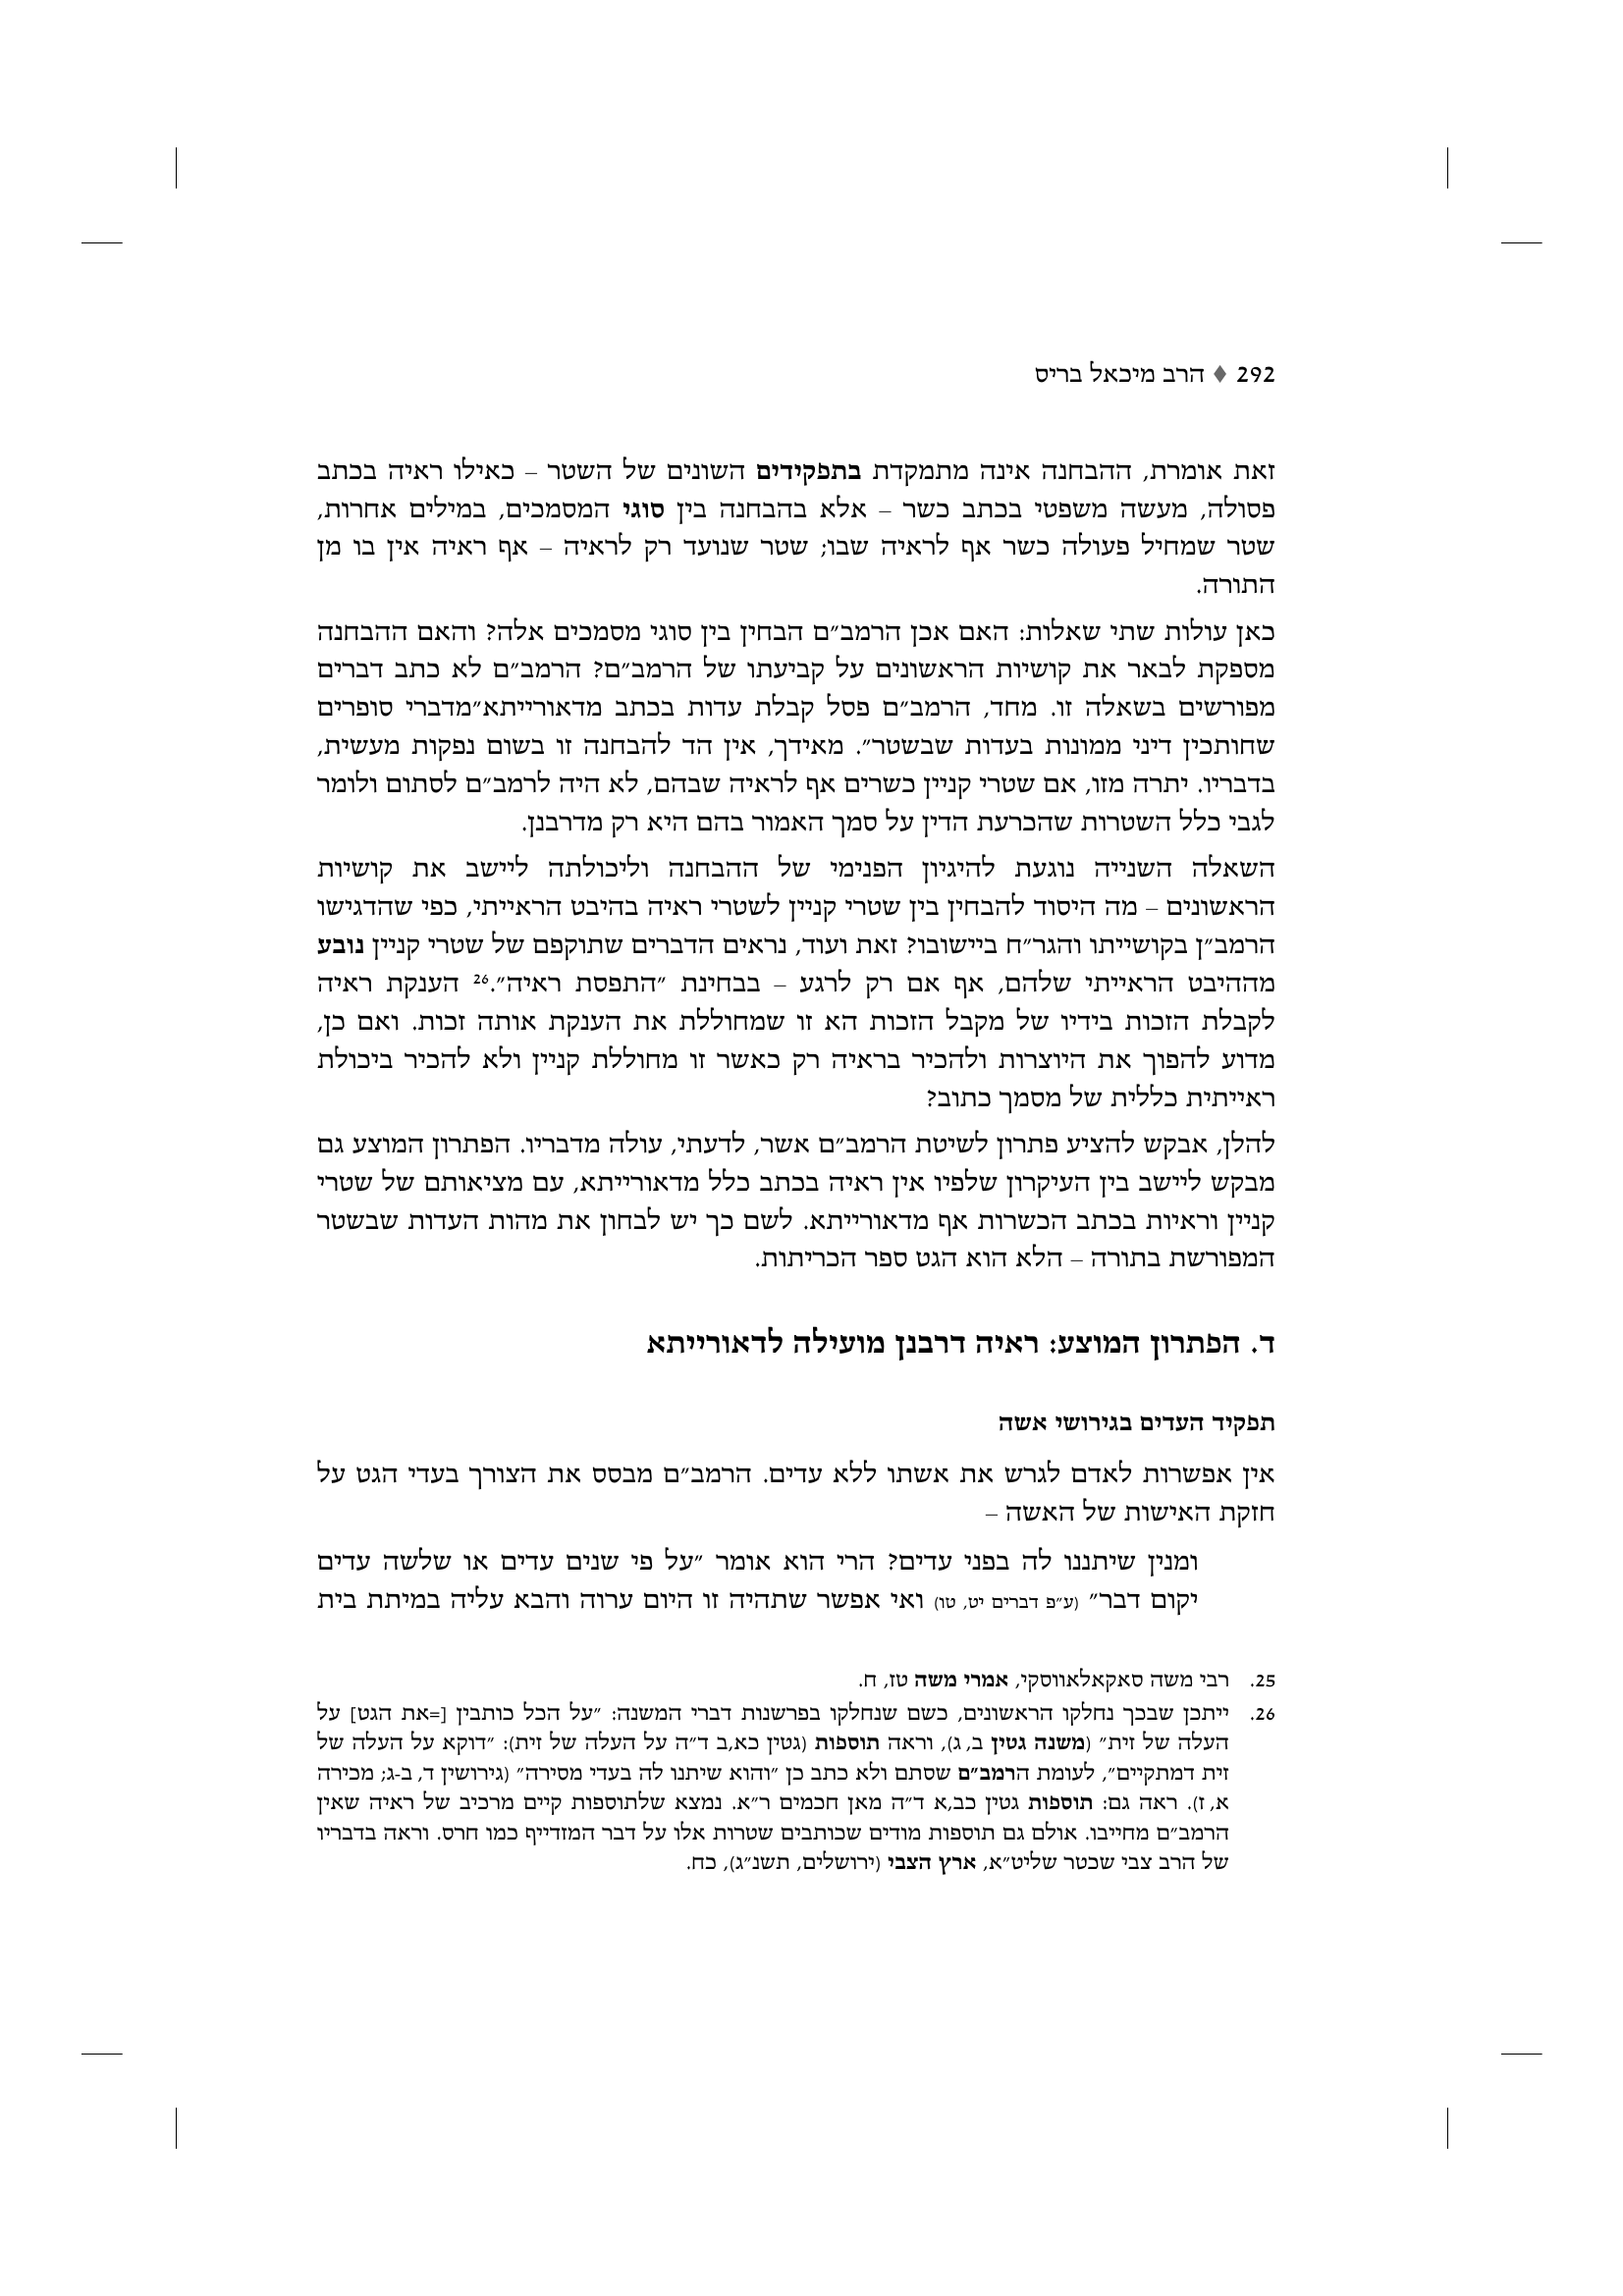 292 ♦ הרב מיכאל בריס
זאת אומרת, ההבחנה אינה מתמקדת בתפקידים השונים של השטר – כאילו ראיה בכתב
פסולה, מעשה משפטי בכתב כשר – אלא בהבחנה בין סוגי המסמכים, במילים אחרות,
שטר שמחיל פעולה כשר אף לראיה שבו; שטר שנועד רק לראיה – אף ראיה אין בו מן
התורה.
כאן עולות שתי שאלות: האם אכן הרמב״ם הבחין בין סוגי מסמכים אלה? והאם ההבחנה
מספקת לבאר את קושיות הראשונים על קביעתו של הרמב״ם? הרמב״ם לא כתב דברים
מפורשים בשאלה זו. מחד, הרמב״ם פסל קבלת עדות בכתב מדאורייתא״מדברי סופרים
שחותכין דיני ממונות בעדות שבשטר״. מאידך, אין הד להבחנה זו בשום נפקות מעשית,
בדבריו. יתרה מזו, אם שטרי קניין כשרים אף לראיה שבהם, לא היה לרמב״ם לסתום ולומר
לגבי כלל השטרות שהכרעת הדין על סמך האמור בהם היא רק מדרבנן.
השאלה השנייה נוגעת להיגיון הפנימי של ההבחנה וליכולתה ליישב את קושיות
הראשונים – מה היסוד להבחין בין שטרי קניין לשטרי ראיה בהיבט הראייתי, כפי שהדגישו
הרמב״ן בקושייתו והגר״ח ביישובו? זאת ועוד, נראים הדברים שתוקפם של שטרי קניין נובע
מההיבט הראייתי שלהם, אף אם רק לרגע – בבחינת ״התפסת ראיה״.26 הענקת ראיה
לקבלת הזכות בידיו של מקבל הזכות הא זו שמחוללת את הענקת אותה זכות. ואם כן,
מדוע להפוך את היוצרות ולהכיר בראיה רק כאשר זו מחוללת קניין ולא להכיר ביכולת
ראייתית כללית של מסמך כתוב?
להלן, אבקש להציע פתרון לשיטת הרמב״ם אשר, לדעתי, עולה מדבריו. הפתרון המוצע גם
מבקש ליישב בין העיקרון שלפיו אין ראיה בכתב כלל מדאורייתא, עם מציאותם של שטרי
קניין וראיות בכתב הכשרות אף מדאורייתא. לשם כך יש לבחון את מהות העדות שבשטר
המפורשת בתורה – הלא הוא הגט ספר הכריתות.
ד. הפתרון המוצע: ראיה דרבנן מועילה לדאורייתא
תפקיד העדים בגירושי אשה
אין אפשרות לאדם לגרש את אשתו ללא עדים. הרמב״ם מבסס את הצורך בעדי הגט על
חזקת האישות של האשה –
ומנין שיתננו לה בפני עדים? הרי הוא אומר ״על פי שנים עדים או שלשה עדים
יקום דבר״ (ע״פ דברים יט, טו) ואי אפשר שתהיה זו היום ערוה והבא עליה במיתת בית
25. רבי משה סאקאלאווסקי, אמרי משה טז, ח.
26. ייתכן שבכך נחלקו הראשונים, כשם שנחלקו בפרשנות דברי המשנה: ״על הכל כותבין [=את הגט] על
העלה של זית״ (משנה גטין ב, ג), וראה תוספות (גטין כא,ב ד״ה על העלה של זית): ״דוקא על העלה של
זית דמתקיים״, לעומת הרמב״ם שסתם ולא כתב כן ״והוא שיתנו לה בעדי מסירה״ (גירושין ד, ב-ג; מכירה
א, ז). ראה גם: תוספות גטין כב,א ד״ה מאן חכמים ר״א. נמצא שלתוספות קיים מרכיב של ראיה שאין
הרמב״ם מחייבו. אולם גם תוספות מודים שכותבים שטרות אלו על דבר המזדייף כמו חרס. וראה בדבריו
של הרב צבי שכטר שליט״א, ארץ הצבי (ירושלים, תשנ״ג), כח.